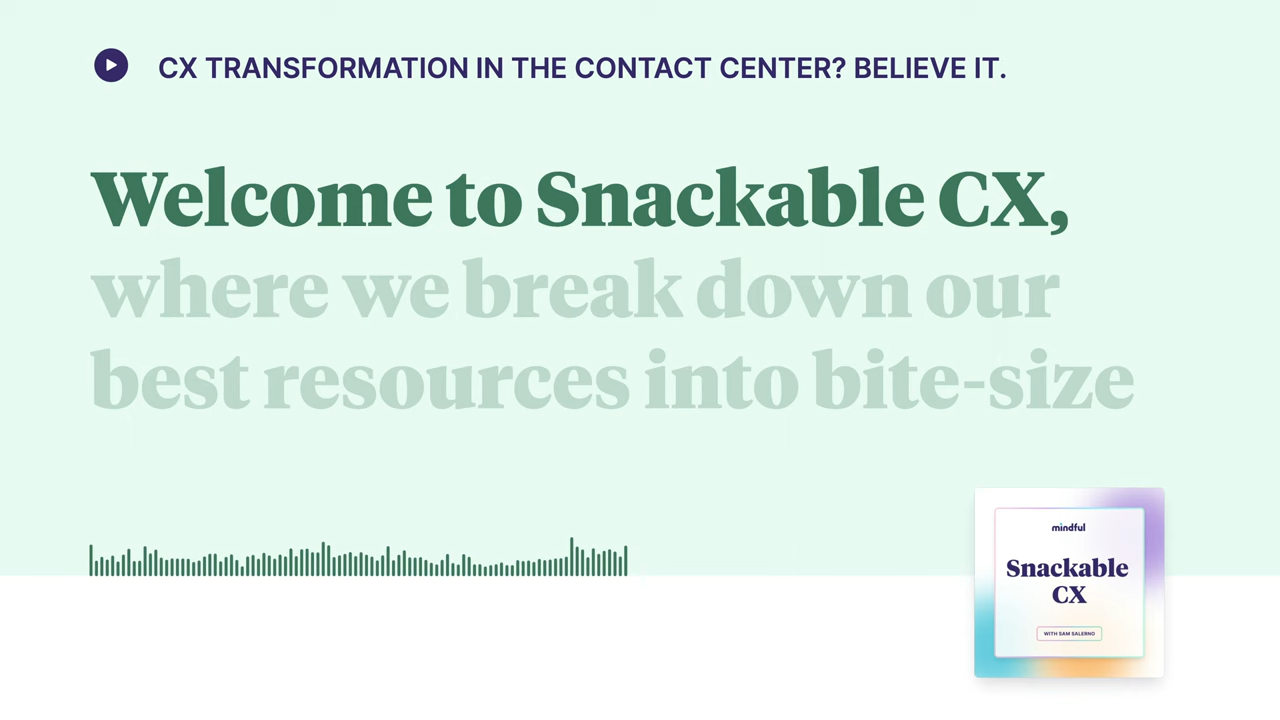 CX TRANSFORMATION IN THE CONTACT CENTER? BELIEVE IT.
Welcome to Snackable CX,
where we break down our
best resources into bite-size
mindful
Snackable
CX
WITH SAM SALERNO